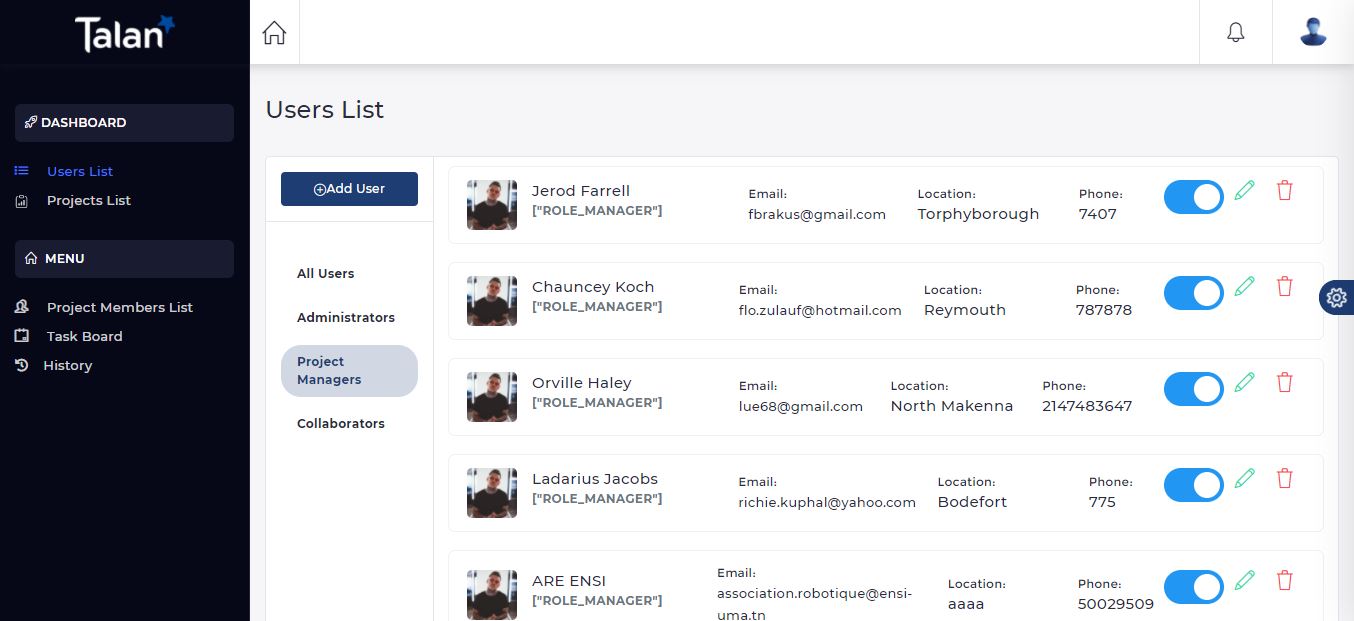 Talan
DASHBOARD
Users List
Projects List
MENU
Project Members List
Task Board
History
Users List
Add User
All Users
Administrators
Project
Managers
Collaborators
Jerod Farrell
["ROLE_MANAGER"]
Email:
fbrakus@gmail.com
Location:
Torphyborough
Phone:
7407
Chauncey Koch
["ROLE_MANAGER"]
Email:
flo.zulauf@hotmail.com
Location:
Reymouth
Phone:
787878
Orville Haley
["ROLE_MANAGER"]
Email:
lue68@gmail.com
Location:
North Makenna
Phone:
2147483647
Ladarius Jacobs
["ROLE_MANAGER"]
Email:
richie.kuphal@yahoo.com
Location:
Bodefort
Phone:
775
ARE ENSI
["ROLE_MANAGER"]
Email:
association.robotique@ensi-
uma.tn
Location:
aaaa
Phone:
50029509